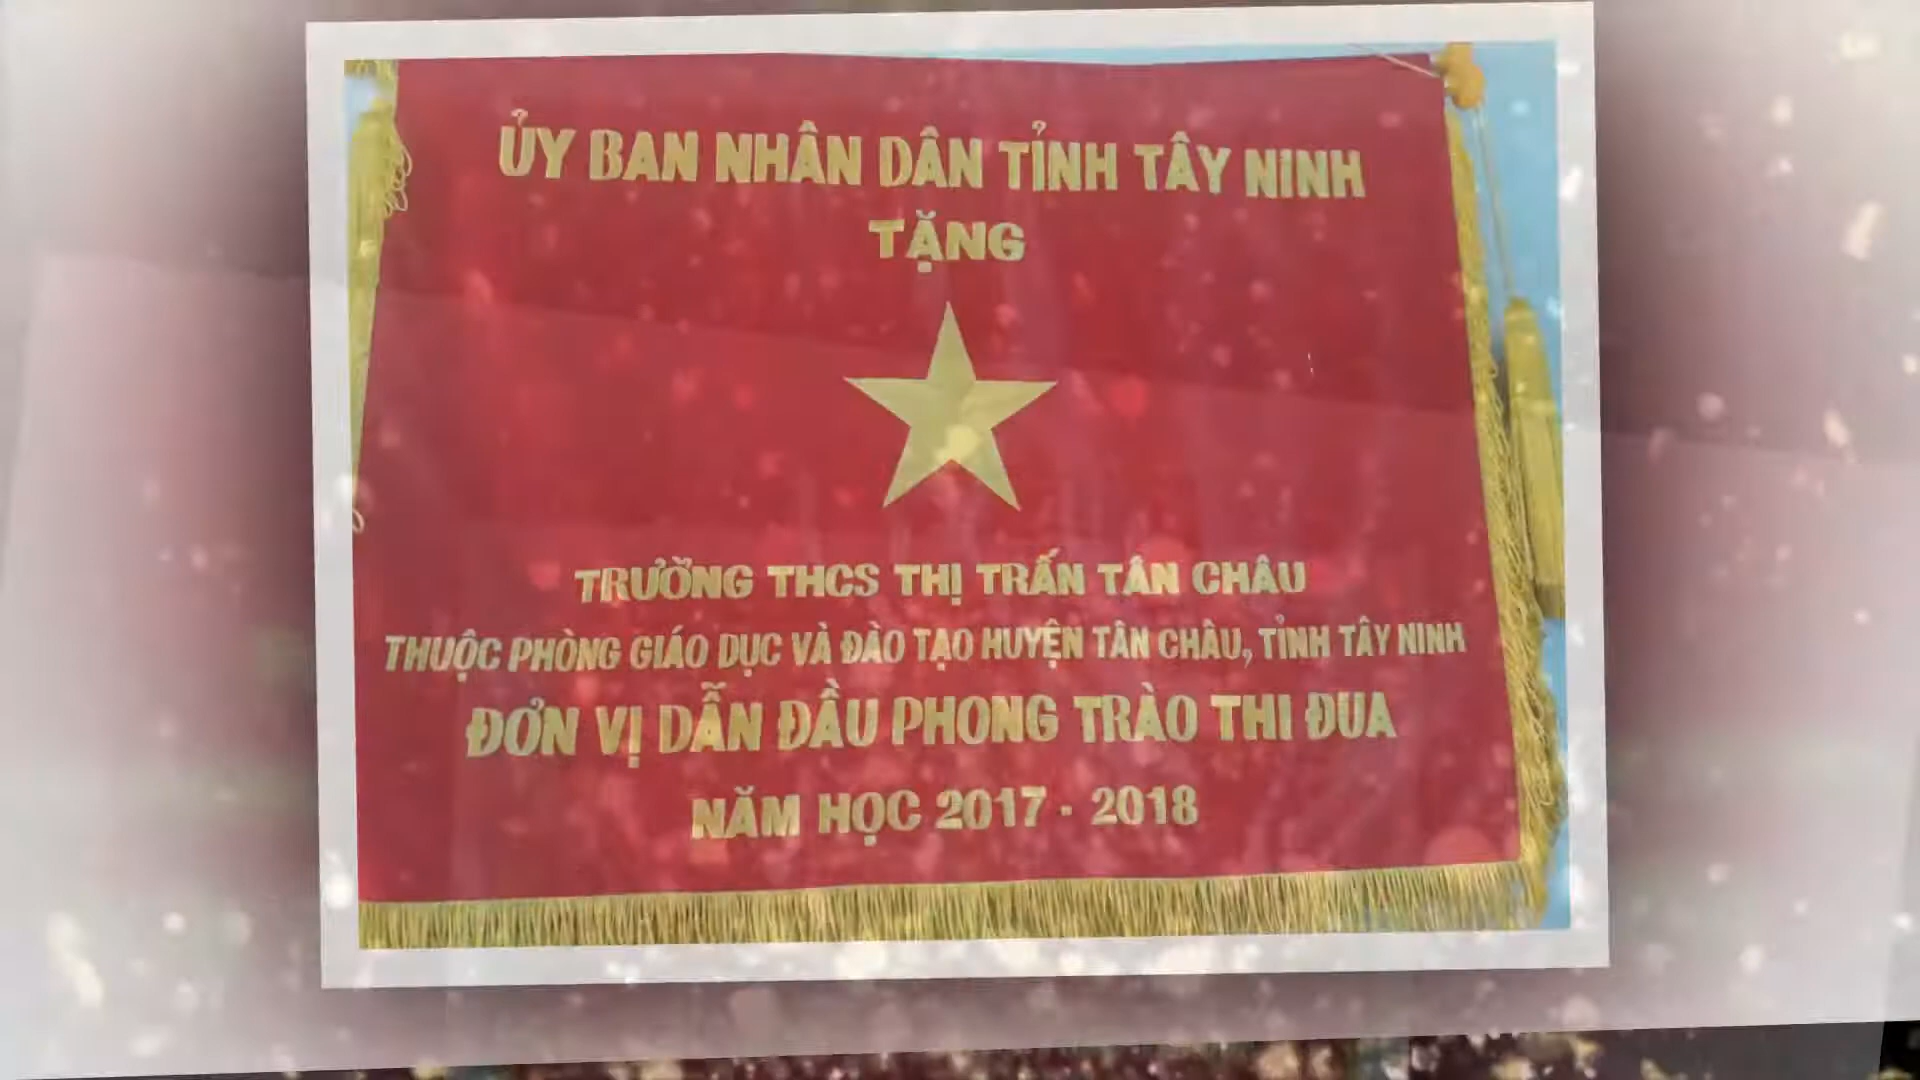 ỦY BAN NHÂN DÂN TỈNH TÂY NINH
TẶNG
TRƯỜNG THCS THỊ TRẤN TÂN CHÂU
THUỘC PHÒNG GIÁO DỤC VÀ ĐÀO TẠO HUYỆN TÂN CHÂU, TỈNH TÂY NINH
ĐƠN VỊ DẪN ĐẦU PHONG TRÀO THI ĐUA
NĂM HỌC 2017 - 2018